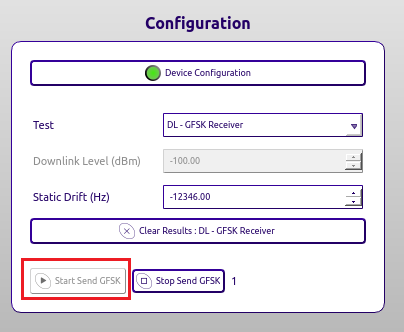 Configuration
Device Configuration
Test DL - GFSK Receiver
Downlink Level (dBm) -100.00
Static Drift (Hz) -12346.00
Clear Results : DL - GFSK Receiver
Start Send GFSK Stop Send GFSK 1